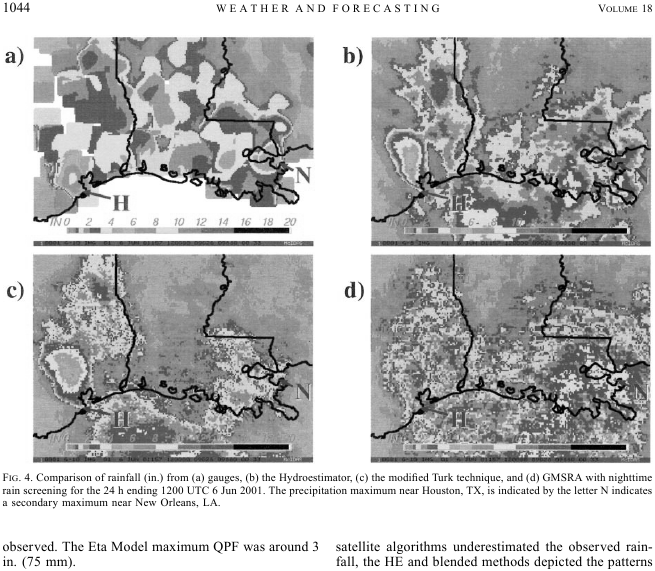 1044
WEATHER AND FORECASTING
VOLUME 18
a)
b)
H
N
IN 0 2 4 6 8 10 12 14 16 18 20
H
N
c)
d)
H
N
H
N
FIG. 4. Comparison of rainfall (in.) from (a) gauges, (b) the Hydroestimator, (c) the modified Turk technique, and (d) GMSRA with nighttime
rain screening for the 24 h ending 1200 UTC 6 Jun 2001. The precipitation maximum near Houston, TX, is indicated by the letter N indicates
a secondary maximum near New Orleans, LA.
observed. The Eta Model maximum QPF was around 3
in. (75 mm).
satellite algorithms underestimated the observed rain-
fall, the HE and blended methods depicted the patterns